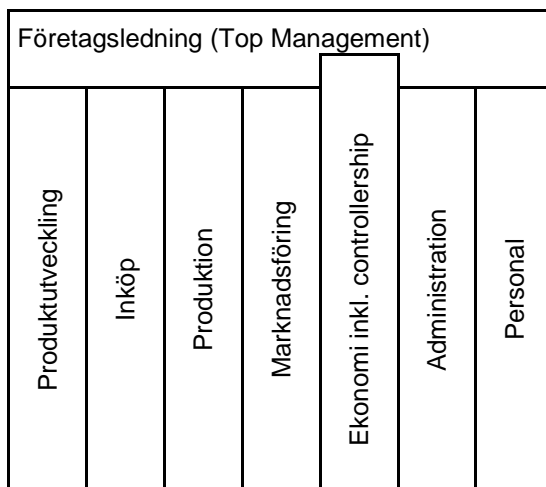 Företagsledning (Top Management)
Produktutveckling
Inköp
Produktion
Marknadsföring
Ekonomi inkl. controllership
Administration
Personal